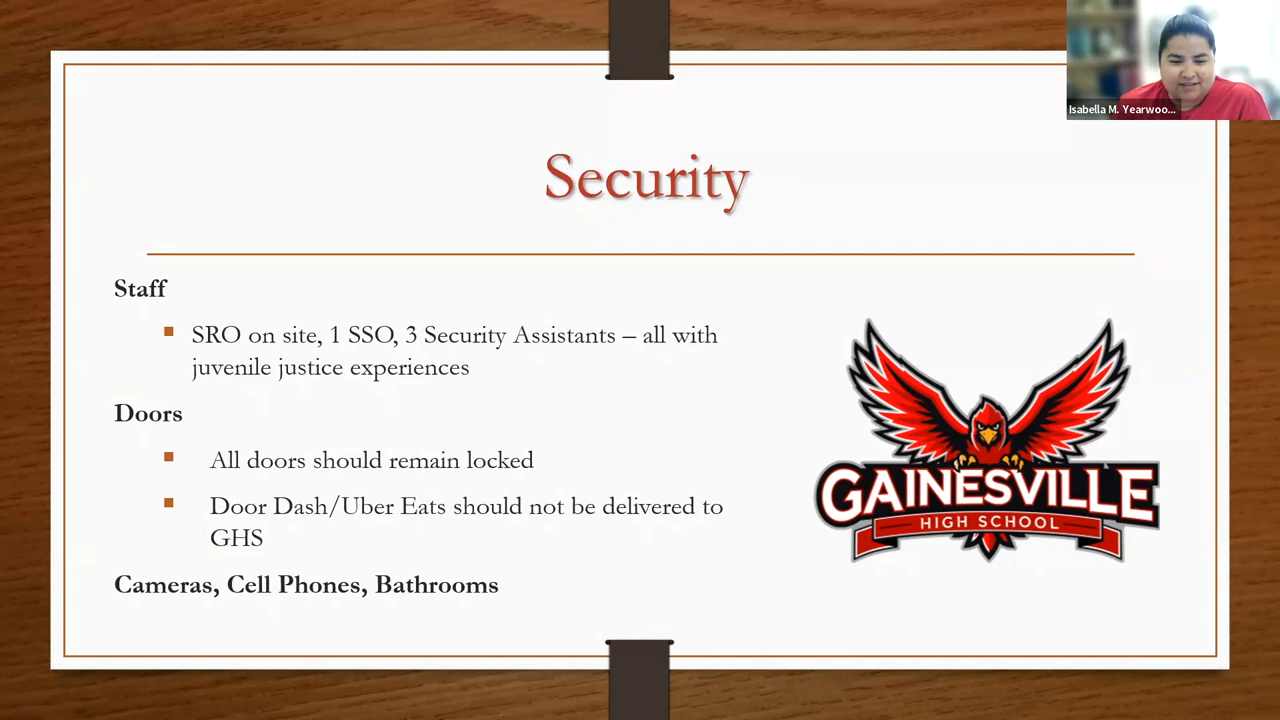 Isabella M. Yearwoo...
Security
Staff
SRO on site, 1 SSO, 3 Security Assistants – all with
juvenile justice experiences
Doors
All doors should remain locked
Door Dash/Uber Eats should not be delivered to
GHS
Cameras, Cell Phones, Bathrooms
GAINESVILLE
HIGH SCHOOL